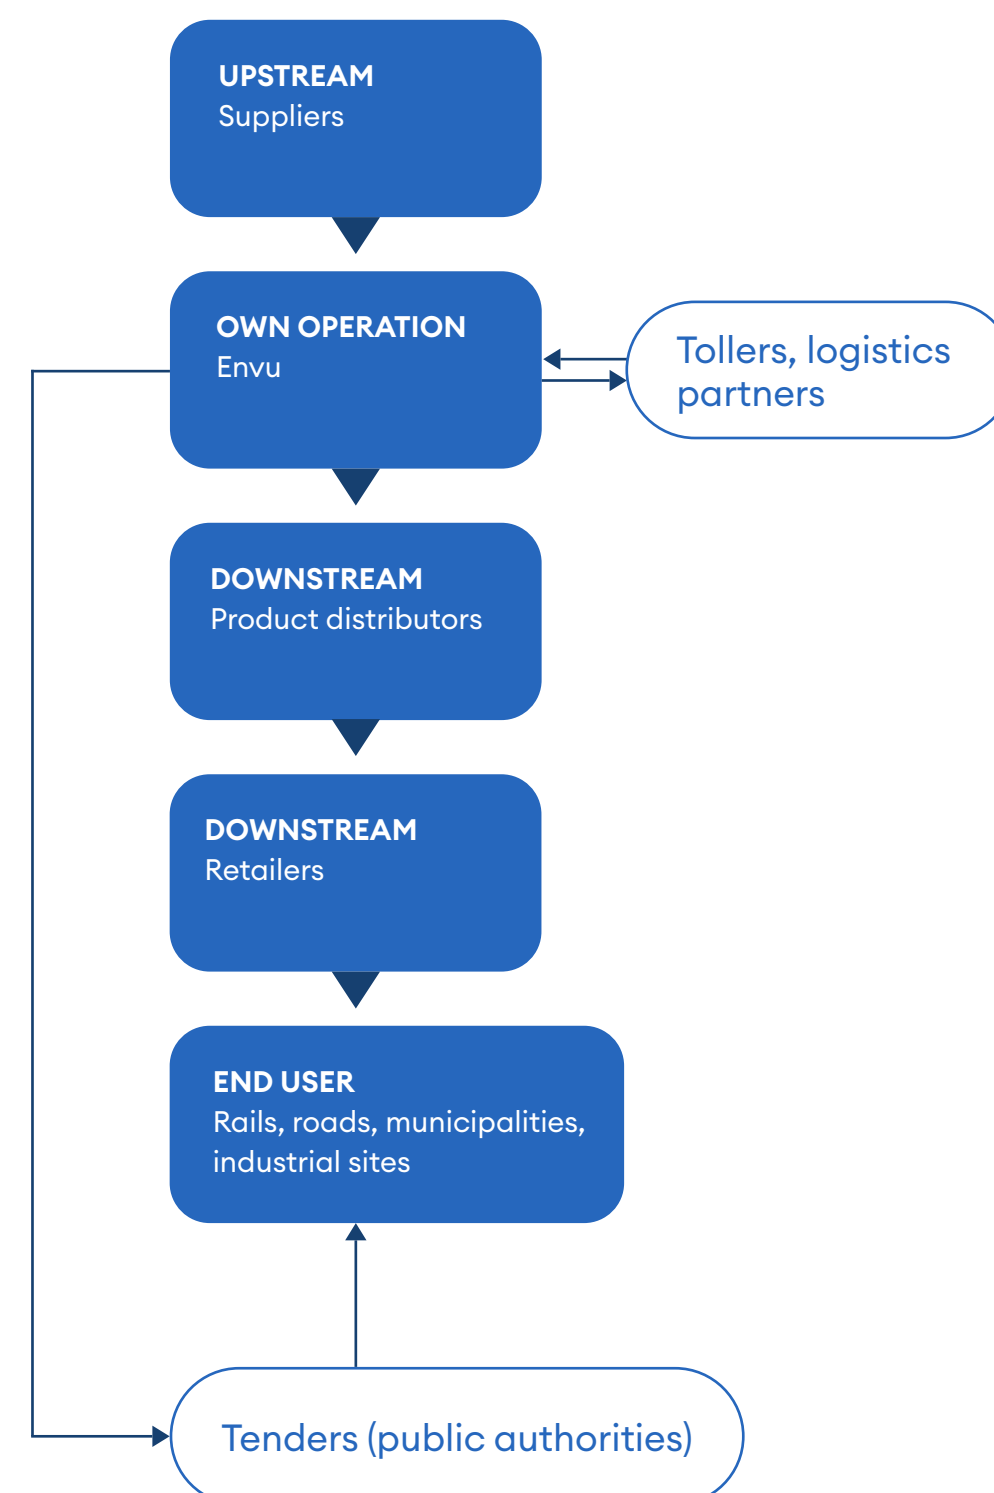 UPSTREAM
Suppliers
OWN OPERATION
Envu
Tollers, logistics
partners
DOWNSTREAM
Product distributors
DOWNSTREAM
Retailers
END USER
Rails, roads, municipalities,
industrial sites
Tenders (public authorities)